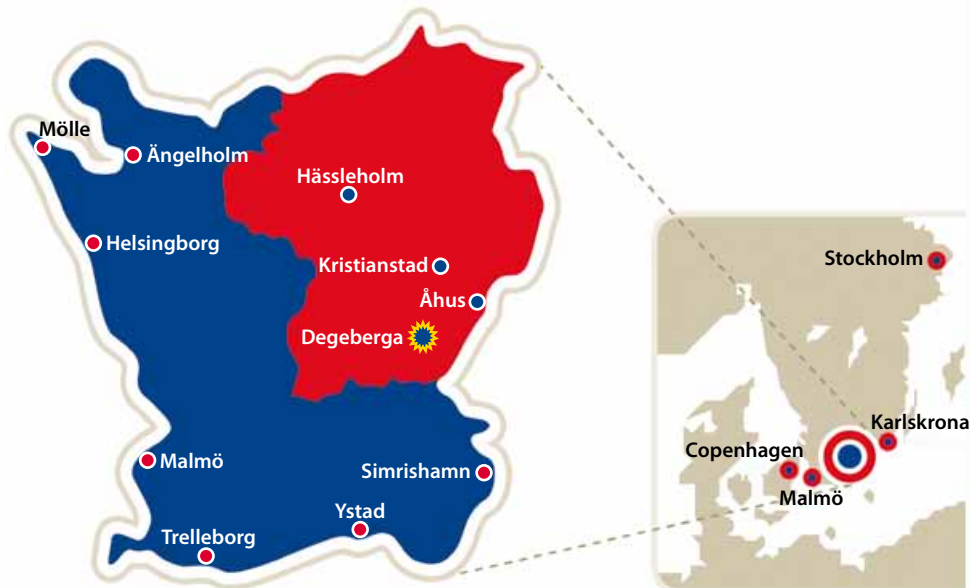 Mölle
Ängelholm
Hässleholm
Helsingborg
Kristianstad
Åhus
Degeberga
Malmö
Simrishamn
Ystad
Trelleborg
Stockholm
Karlskrona
Copenhagen
Malmö